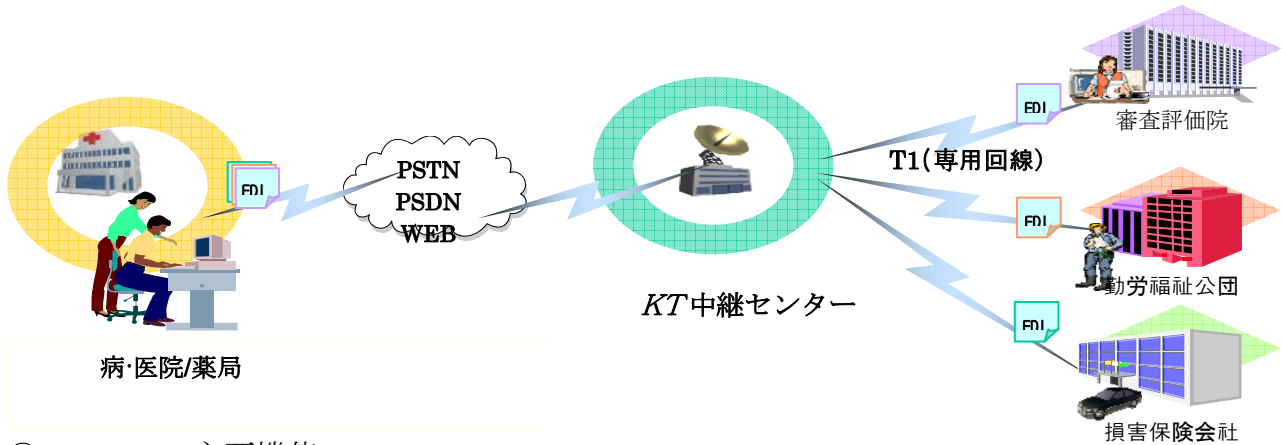 EDI
審査評価院
T1(専用回線)
EDI
PSTN
PSDN
WEB
EDI
勤労福祉公団
KT中継センター
EDI
病·医院/薬局
損害保険会社